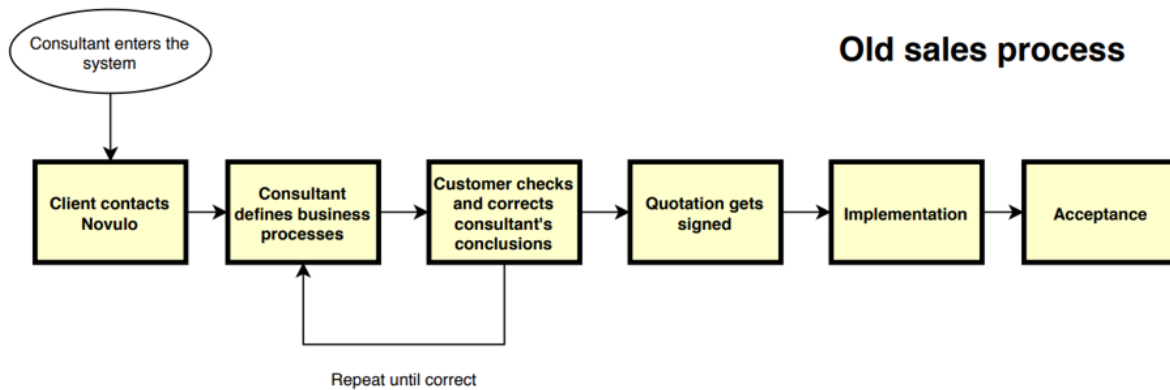 Consultant enters the
system
Old sales process
Client contacts
Novulo
Consultant
defines business
processes
Customer checks
and corrects
consultant's
conclusions
Quotation gets
signed
Implementation
Acceptance
Repeat until correct